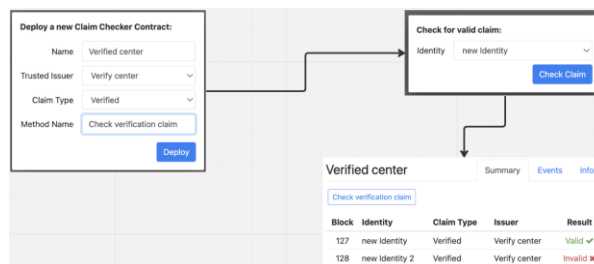 Deploy a new Claim Checker Contract:
Name Verified center
Trusted Issuer Verify center
Claim Type Verified
Method Name Check verification claim
Deploy
Check for valid claim:
Identity new Identity
Check Claim
Verified center Summary Events Info
Check verification claim
Block Identity Claim Type Issuer Result
127 new Identity Verified Verify center Valid ✔
128 new Identity 2 Verified Verify center Invalid ✖